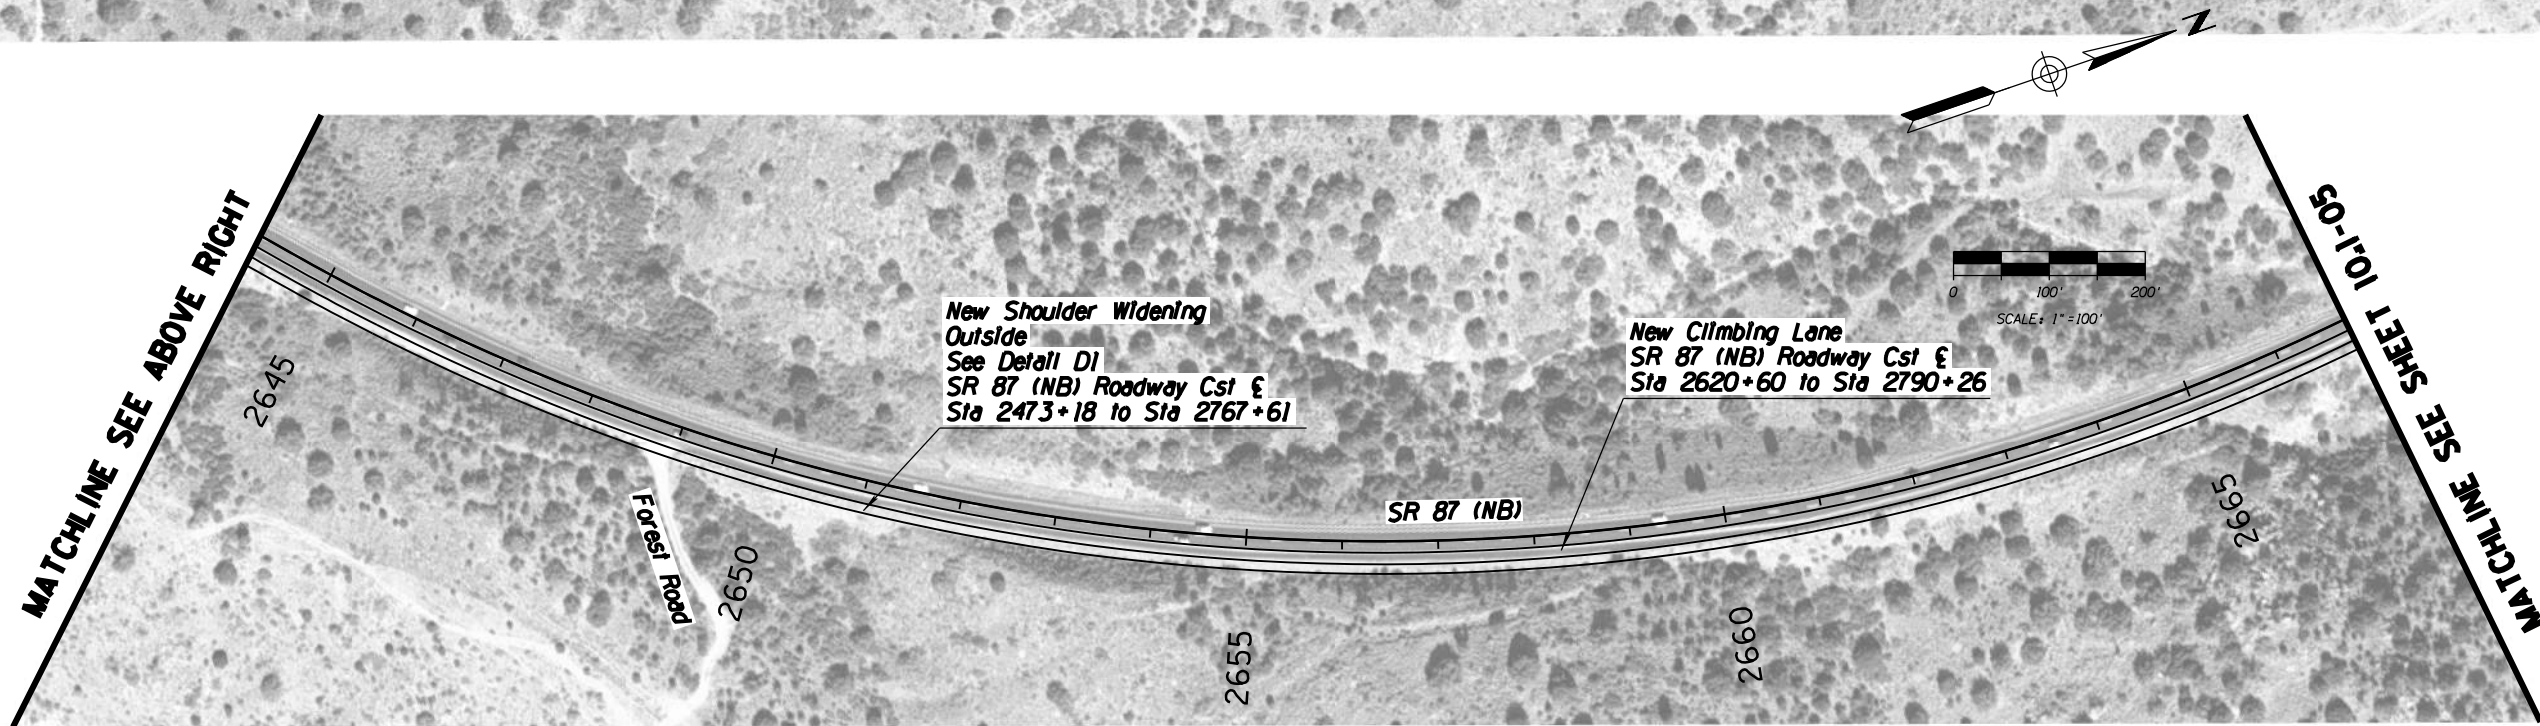 N
MATCHLINE SEE ABOVE RIGHT
MATCHLINE SEE SHEET 10.1-05
0 100' 200'
SCALE: 1"=100'
New Shoulder Widening
Outside
See Detail D1
SR 87 (NB) Roadway Cst ℄
Sta 2473+18 to Sta 2767+61
New Climbing Lane
SR 87 (NB) Roadway Cst ℄
Sta 2620+60 to Sta 2790+26
SR 87 (NB)
Forest Road
2645
2650
2655
2660
2665